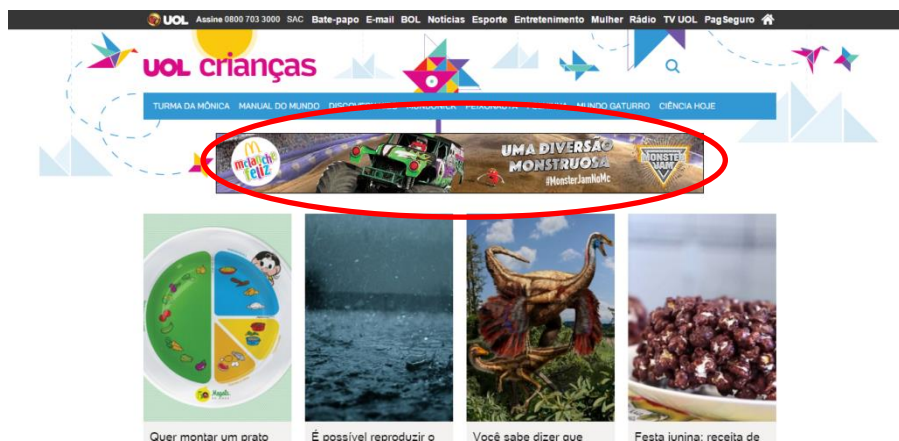 UOL Assine 0800 703 3000 SAC Bate-papo E-mail BOL Notícias Esporte Entretenimento Mulher Rádio TV UOL PagSeguro
UOL crianças
TURMA DA MÔNICA MANUAL DO MUNDO MUNDO GATURRO CIÊNCIA HOJE
mclanche
feliz
UMA DIVERSÃO
MONSTRUOSA
#MonsterJamNoMc
MONSTER
JAM
Magali
Quer montar um prato É possível reproduzir o Você sabe dizer que Festa junina: receita de